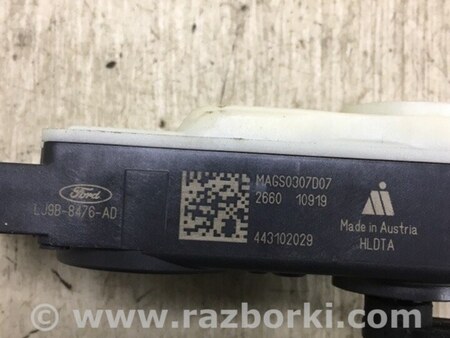 Ford
LJ9B-8476-AD
MAGS0307D07
2660 10919
443102029
Made in Austria
HLDTA
© www.razborki.com